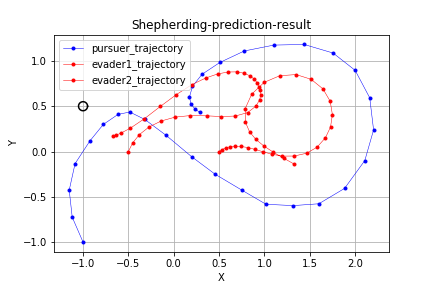 Shepherding-prediction-result
pursuer_trajectory
evader1_trajectory
evader2_trajectory
1.0
0.5
0.0
−0.5
−1.0
Y
−1.0 −0.5 0.0 0.5 1.0 1.5 2.0
X